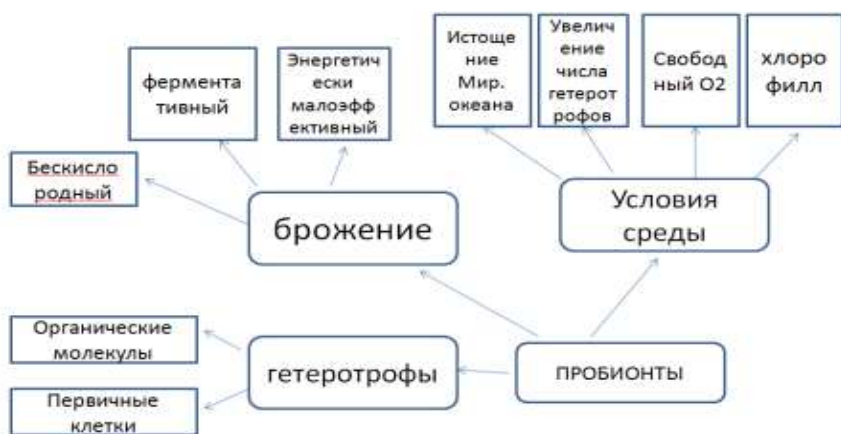 фермента
тивный
Энергетич
ески
малоэфф
ективный
Истоще
ние
Мир.
океана
Увелич
ение
числа
гетерот
рофов
Свобод
ный О2
хлоро
филл
Бескисло
родный
брожение
Условия
среды
Органические
молекулы
гетеротрофы
ПРОБИОНТЫ
Первичные
клетки